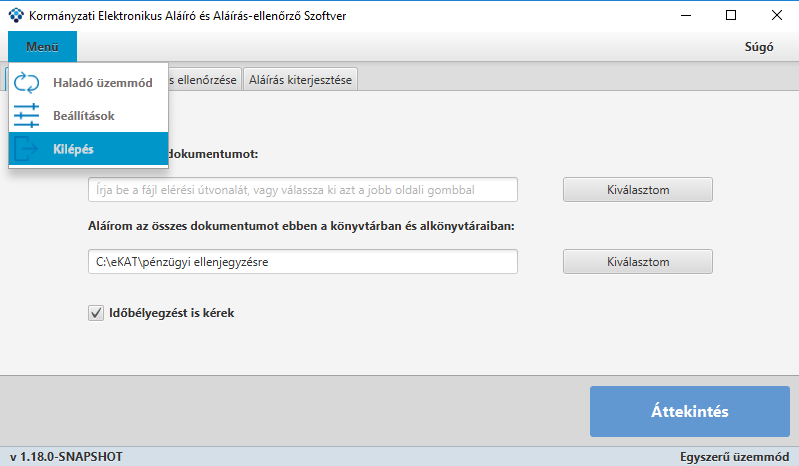 Kormányzati Elektronikus Aláíró és Aláírás-ellenőrző Szoftver
Menü
Súgó
s ellenőrzése
Aláírás kiterjesztése
Haladó üzemmód
Beállítások
Kilépés
dokumentumot:
Írja be a fájl elérési útvonalát, vagy válassza ki azt a jobb oldali gombbal
Kiválasztom
Aláírom az összes dokumentumot ebben a könyvtárban és alkönyvtáraiban:
C:\eKAT\pénzügyi ellenjegyzésre
Kiválasztom
Időbélyegzést is kérek
Áttekintés
v 1.18.0-SNAPSHOT
Egyszerű üzemmód